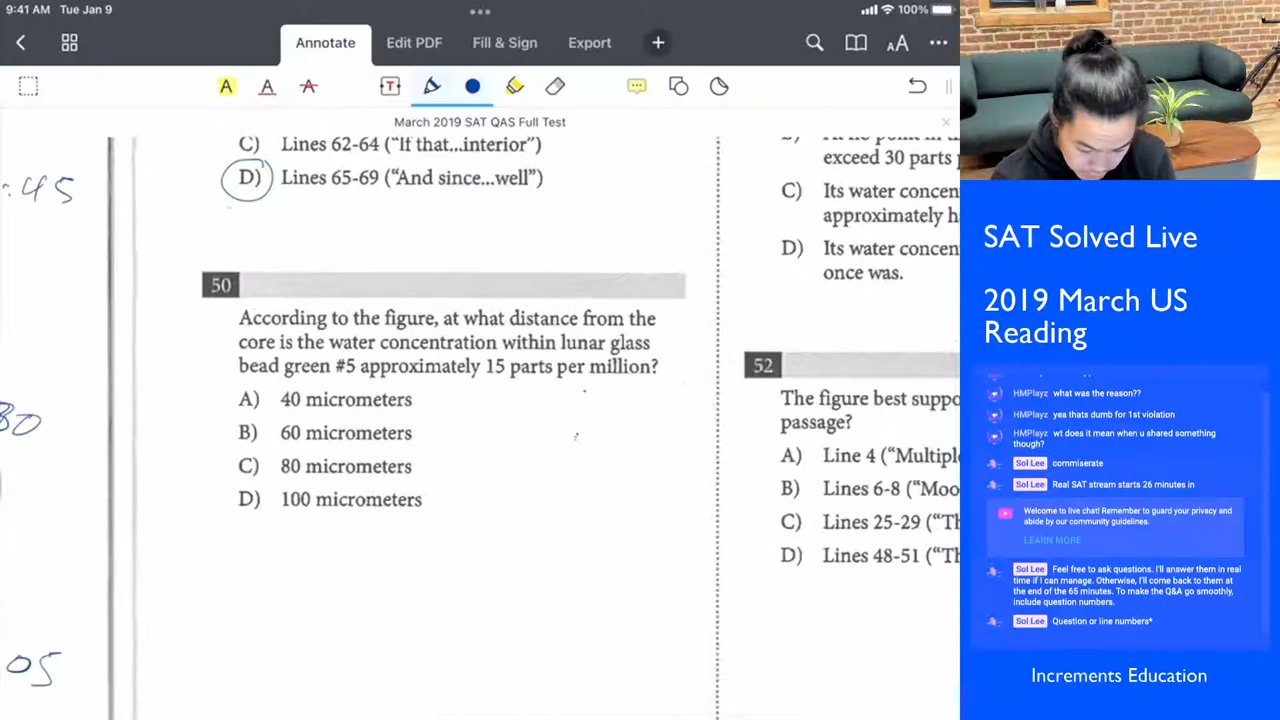 9:41 AM Tue Jan 9
100%
Annotate
Edit PDF
Fill & Sign
Export
March 2019 SAT QAS Full Test
C) Lines 62-64 ("If that...interior")
D) Lines 65-69 ("And since...well")
:45
50
According to the figure, at what distance from the
core is the water concentration within lunar glass
bead green #5 approximately 15 parts per million?
A) 40 micrometers
B) 60 micrometers
C) 80 micrometers
D) 100 micrometers
30
05
exceed 30 parts
C) Its water concen
approximately h
D) Its water concen
once was.
52
The figure best suppo
passage?
A) Line 4 ("Multipl
B) Lines 6-8 ("Moo
C) Lines 25-29 ("Th
D) Lines 48-51 ("Th
SAT Solved Live
2019 March US
Reading
HMPlayz what was the reason??
HMPlayz yea thats dumb for 1st violation
HMPlayz wt does it mean when u shared something
though?
Sol Lee commiserate
Sol Lee Real SAT stream starts 26 minutes in
Welcome to live chat! Remember to guard your privacy and
abide by our community guidelines.
LEARN MORE
Sol Lee Feel free to ask questions. I'll answer them in real
time if I can manage. Otherwise, I'll come back to them at
the end of the 65 minutes. To make the Q&A go smoothly,
include question numbers.
Sol Lee Question or line numbers*
Increments Education